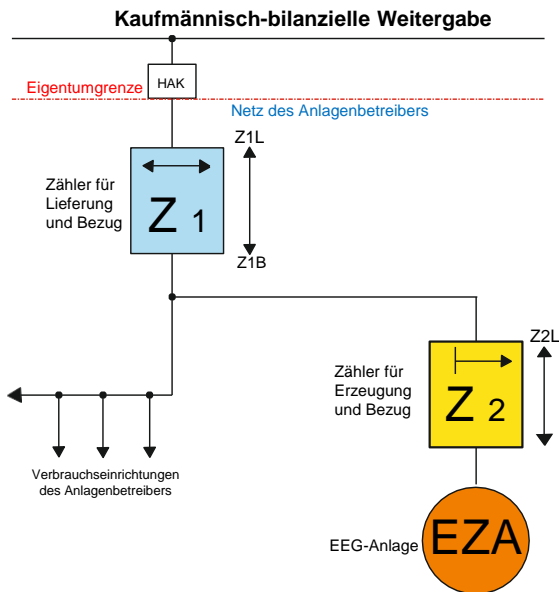 Kaufmännisch-bilanzielle Weitergabe
HAK
Eigentumgrenze
Netz des Anlagenbetreibers
Z1L
Zähler für
Lieferung
und Bezug
Z 1
Z1B
Z2L
Zähler für
Erzeugung
und Bezug
Z 2
Verbrauchseinrichtungen
des Anlagenbetreibers
EEG-Anlage
EZA